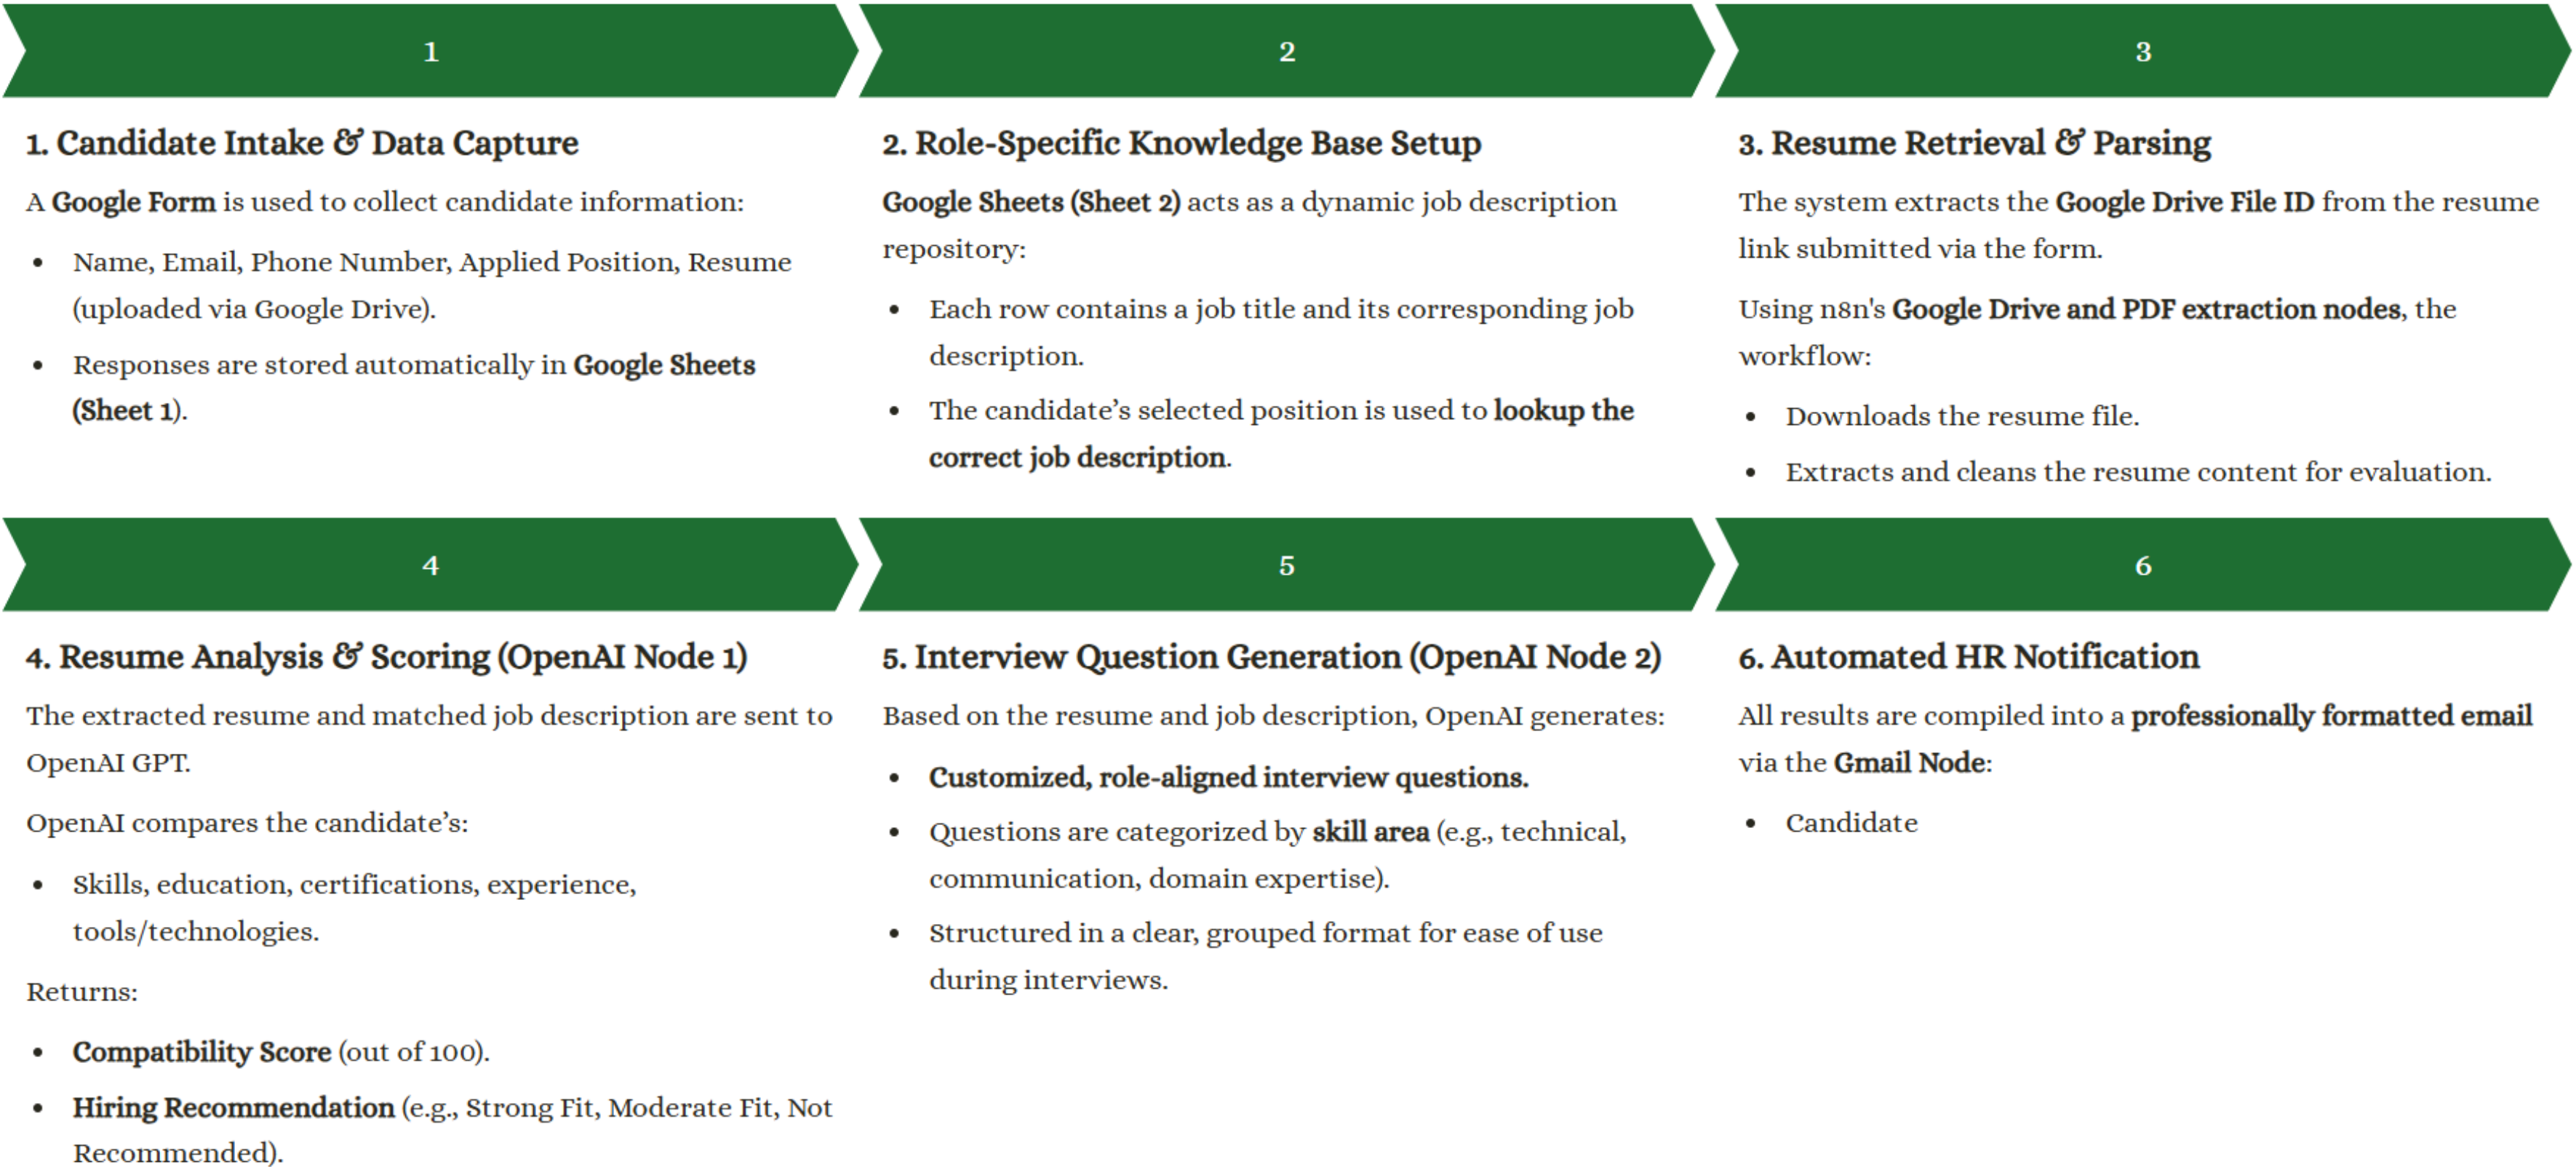 1
2
3
1. Candidate Intake & Data Capture
A Google Form is used to collect candidate information:
• Name, Email, Phone Number, Applied Position, Resume
(uploaded via Google Drive).
• Responses are stored automatically in Google Sheets
(Sheet 1).
2. Role-Specific Knowledge Base Setup
Google Sheets (Sheet 2) acts as a dynamic job description
repository:
• Each row contains a job title and its corresponding job
description.
• The candidate’s selected position is used to lookup the
correct job description.
3. Resume Retrieval & Parsing
The system extracts the Google Drive File ID from the resume
link submitted via the form.
Using n8n's Google Drive and PDF extraction nodes, the
workflow:
• Downloads the resume file.
• Extracts and cleans the resume content for evaluation.
4
5
6
4. Resume Analysis & Scoring (OpenAI Node 1)
The extracted resume and matched job description are sent to
OpenAI GPT.
OpenAI compares the candidate’s:
• Skills, education, certifications, experience,
tools/technologies.
Returns:
• Compatibility Score (out of 100).
• Hiring Recommendation (e.g., Strong Fit, Moderate Fit, Not
Recommended).
5. Interview Question Generation (OpenAI Node 2)
Based on the resume and job description, OpenAI generates:
• Customized, role-aligned interview questions.
• Questions are categorized by skill area (e.g., technical,
communication, domain expertise).
• Structured in a clear, grouped format for ease of use
during interviews.
6. Automated HR Notification
All results are compiled into a professionally formatted email
via the Gmail Node:
• Candidate